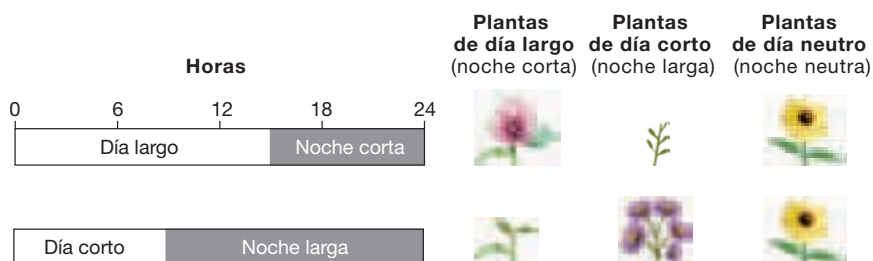 Plantas
de día largo
(noche corta)
Plantas
de día corto
(noche larga)
Plantas
de día neutro
(noche neutra)
Horas
0 6 12 18 24
Día largo Noche corta
Día corto Noche larga